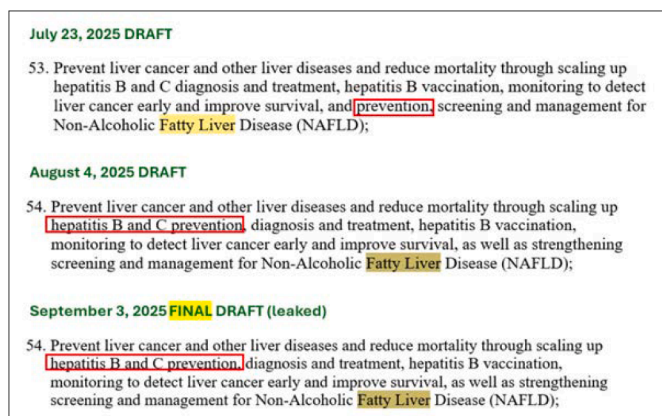 July 23, 2025 DRAFT
53. Prevent liver cancer and other liver diseases and reduce mortality through scaling up
hepatitis B and C diagnosis and treatment, hepatitis B vaccination, monitoring to detect
liver cancer early and improve survival, and prevention, screening and management for
Non-Alcoholic Fatty Liver Disease (NAFLD);
August 4, 2025 DRAFT
54. Prevent liver cancer and other liver diseases and reduce mortality through scaling up
hepatitis B and C prevention, diagnosis and treatment, hepatitis B vaccination,
monitoring to detect liver cancer early and improve survival, as well as strengthening
screening and management for Non-Alcoholic Fatty Liver Disease (NAFLD);
September 3, 2025 FINAL DRAFT (leaked)
54. Prevent liver cancer and other liver diseases and reduce mortality through scaling up
hepatitis B and C prevention, diagnosis and treatment, hepatitis B vaccination,
monitoring to detect liver cancer early and improve survival, as well as strengthening
screening and management for Non-Alcoholic Fatty Liver Disease (NAFLD);